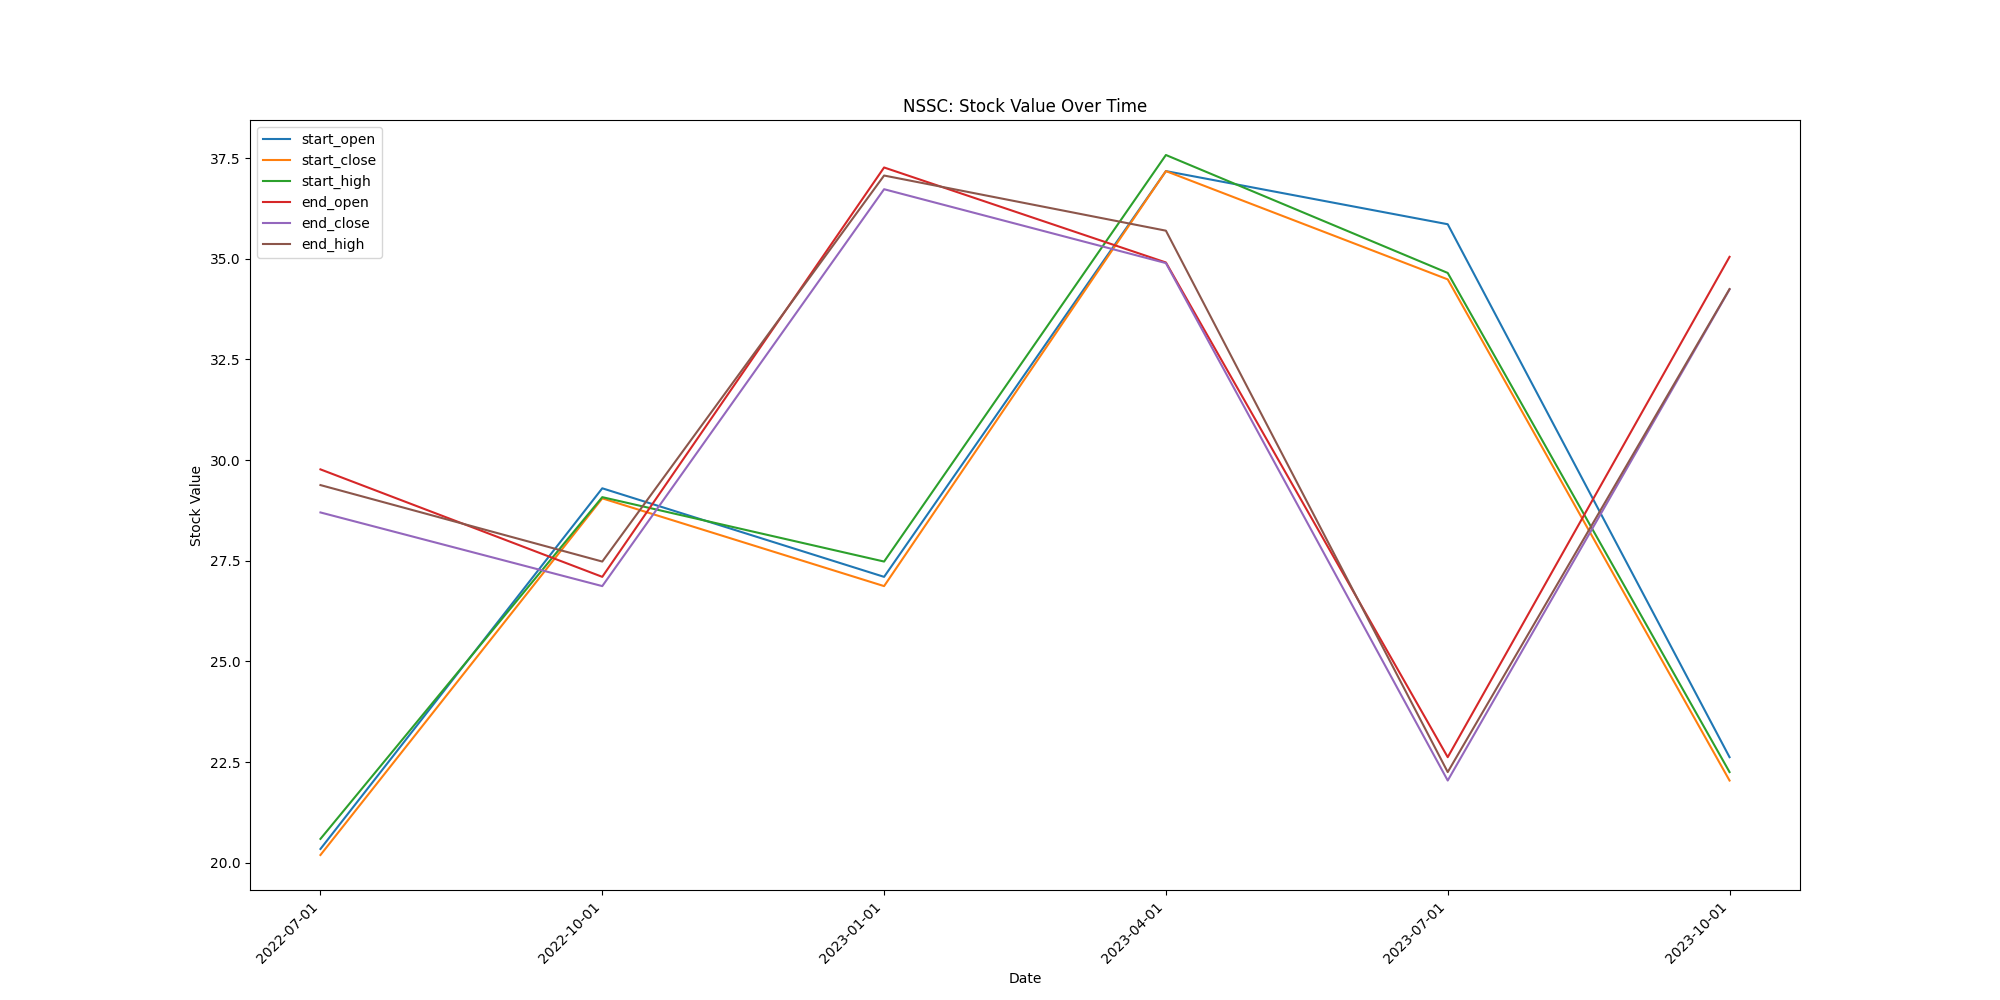 NSSC: Stock Value Over Time
start_open
start_close
start_high
end_open
end_close
end_high
37.5
35.0
32.5
30.0
27.5
25.0
22.5
20.0
Stock Value
2022-07-01
2022-10-01
2023-01-01
2023-04-01
2023-07-01
2023-10-01
Date